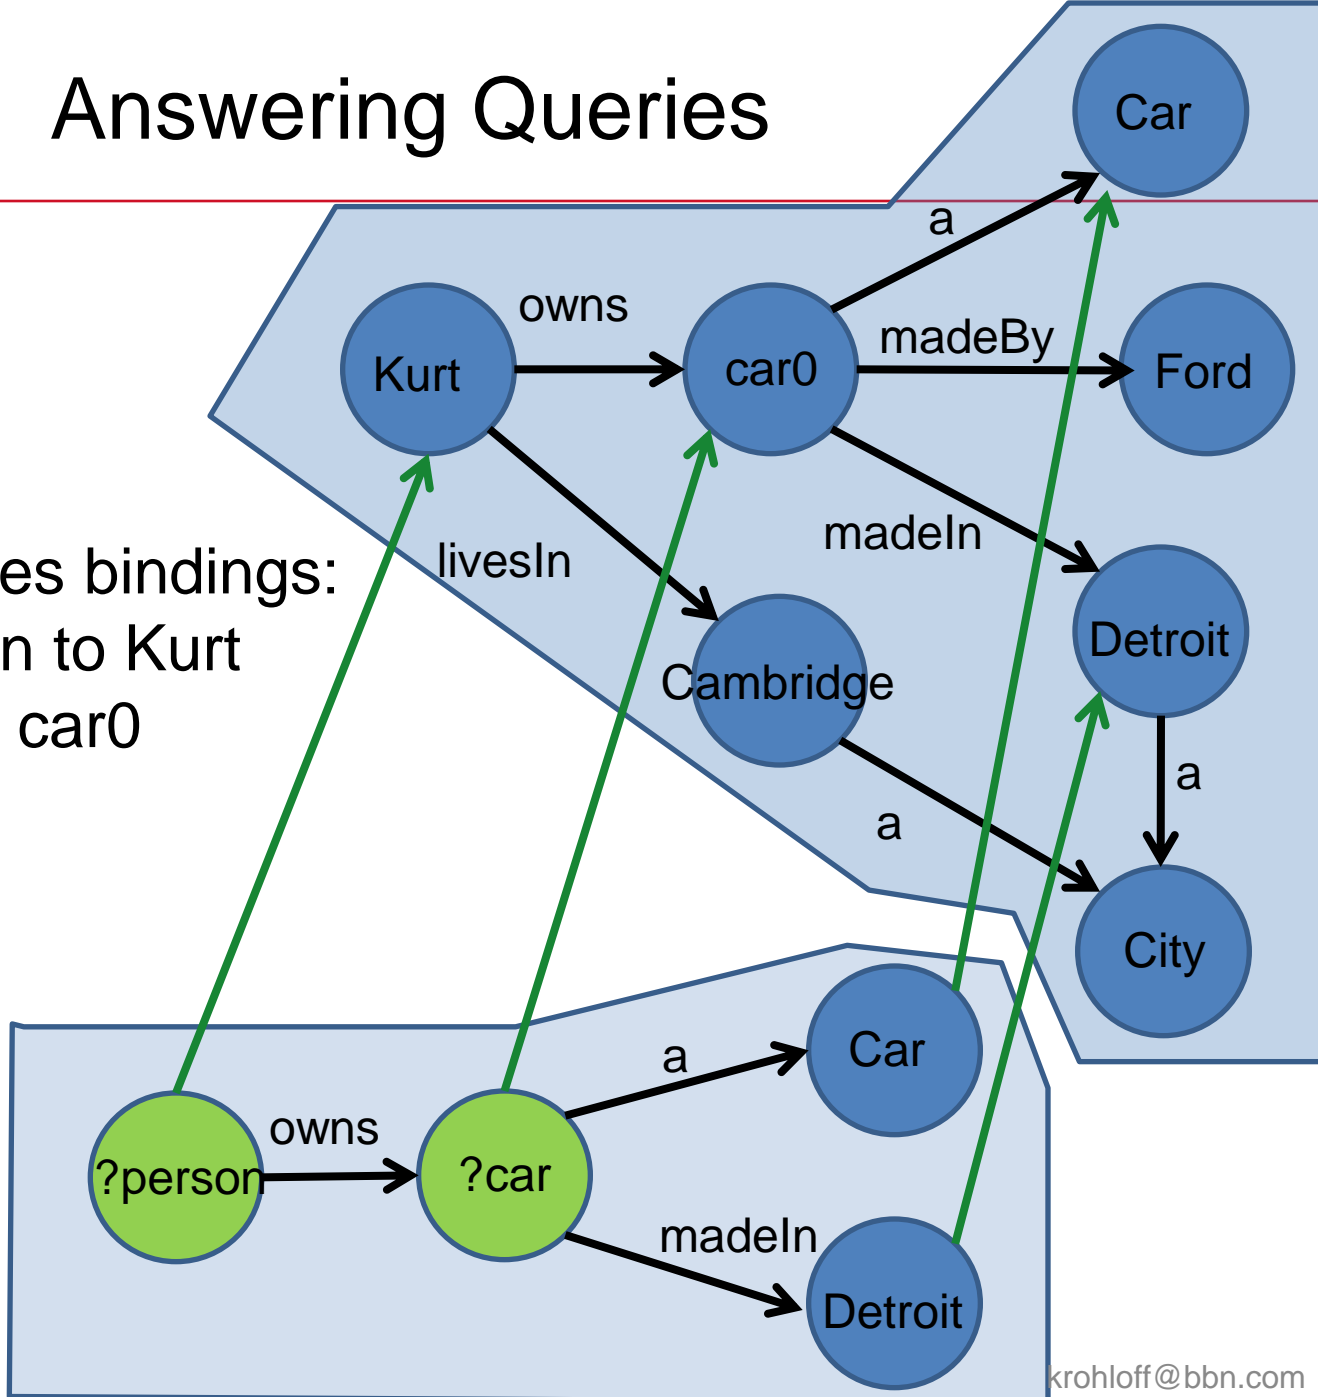 Answering Queries
Car
a
owns
madeBy
Kurt
car0
Ford
madeIn
livesIn
es bindings:
n to Kurt
car0
Detroit
Cambridge
a
a
City
Car
a
owns
?person
?car
madeIn
Detroit
krohloff@bbn.com